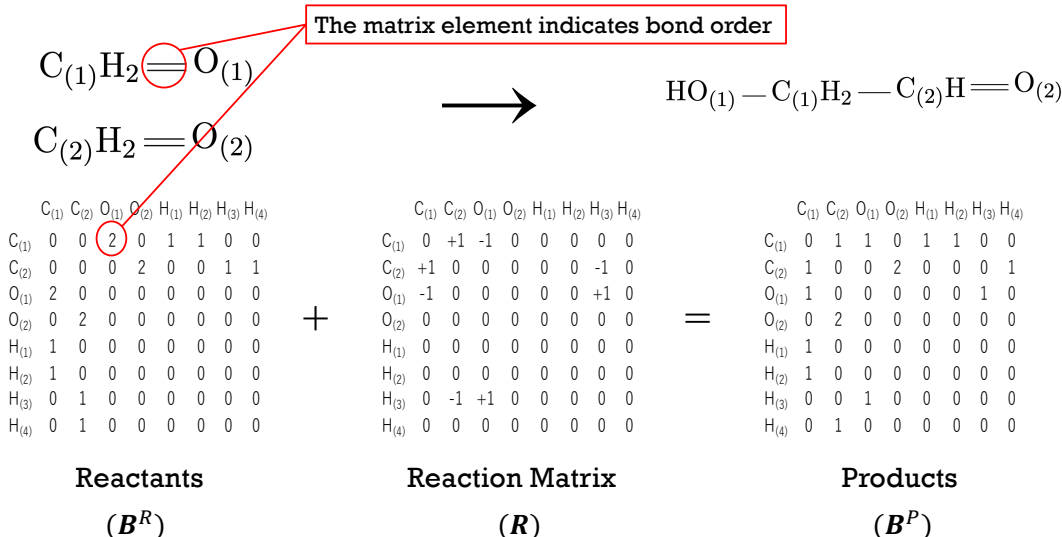 The matrix element indicates bond order
C(1)H2=O(1)
C(2)H2=O(2)
HO(1)—C(1)H2—C(2)H=O(2)
C(1) C(2) O(1) O(2) H(1) H(2) H(3) H(4)
C(1) 0 0 2 0 1 1 0 0
C(2) 0 0 0 2 0 0 1 1
O(1) 2 0 0 0 0 0 0 0
O(2) 0 2 0 0 0 0 0 0
H(1) 1 0 0 0 0 0 0 0
H(2) 1 0 0 0 0 0 0 0
H(3) 0 1 0 0 0 0 0 0
H(4) 0 1 0 0 0 0 0 0
+
C(1) C(2) O(1) O(2) H(1) H(2) H(3) H(4)
C(1) 0 +1 -1 0 0 0 0 0
C(2) +1 0 0 0 0 0 -1 0
O(1) -1 0 0 0 0 0 +1 0
O(2) 0 0 0 0 0 0 0 0
H(1) 0 0 0 0 0 0 0 0
H(2) 0 0 0 0 0 0 0 0
H(3) 0 -1 +1 0 0 0 0 0
H(4) 0 0 0 0 0 0 0 0
=
C(1) C(2) O(1) O(2) H(1) H(2) H(3) H(4)
C(1) 0 1 1 0 1 1 0 0
C(2) 1 0 0 2 0 0 0 1
O(1) 1 0 0 0 0 0 1 0
O(2) 0 2 0 0 0 0 0 0
H(1) 1 0 0 0 0 0 0 0
H(2) 1 0 0 0 0 0 0 0
H(3) 0 0 1 0 0 0 0 0
H(4) 0 1 0 0 0 0 0 0
Reactants
(B^R)
Reaction Matrix
(R)
Products
(B^P)